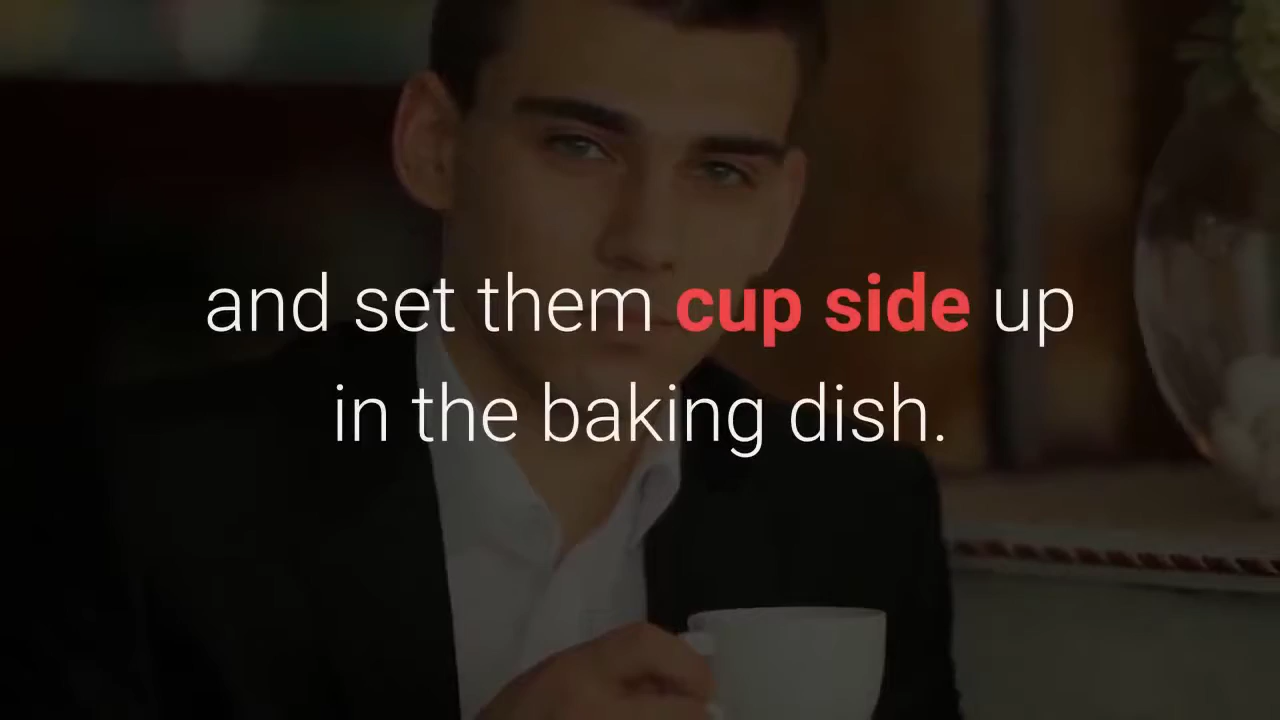 and set them cup side up
in the baking dish.